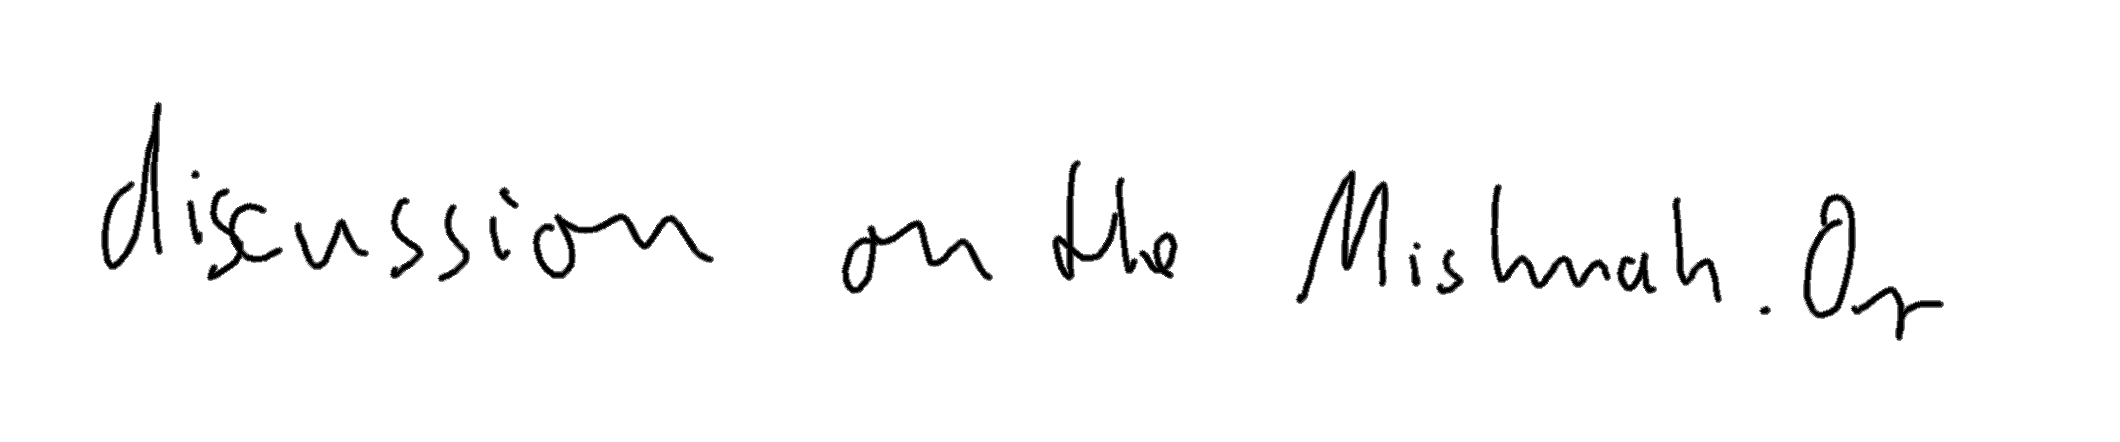 discussion on the Mishnah. Or